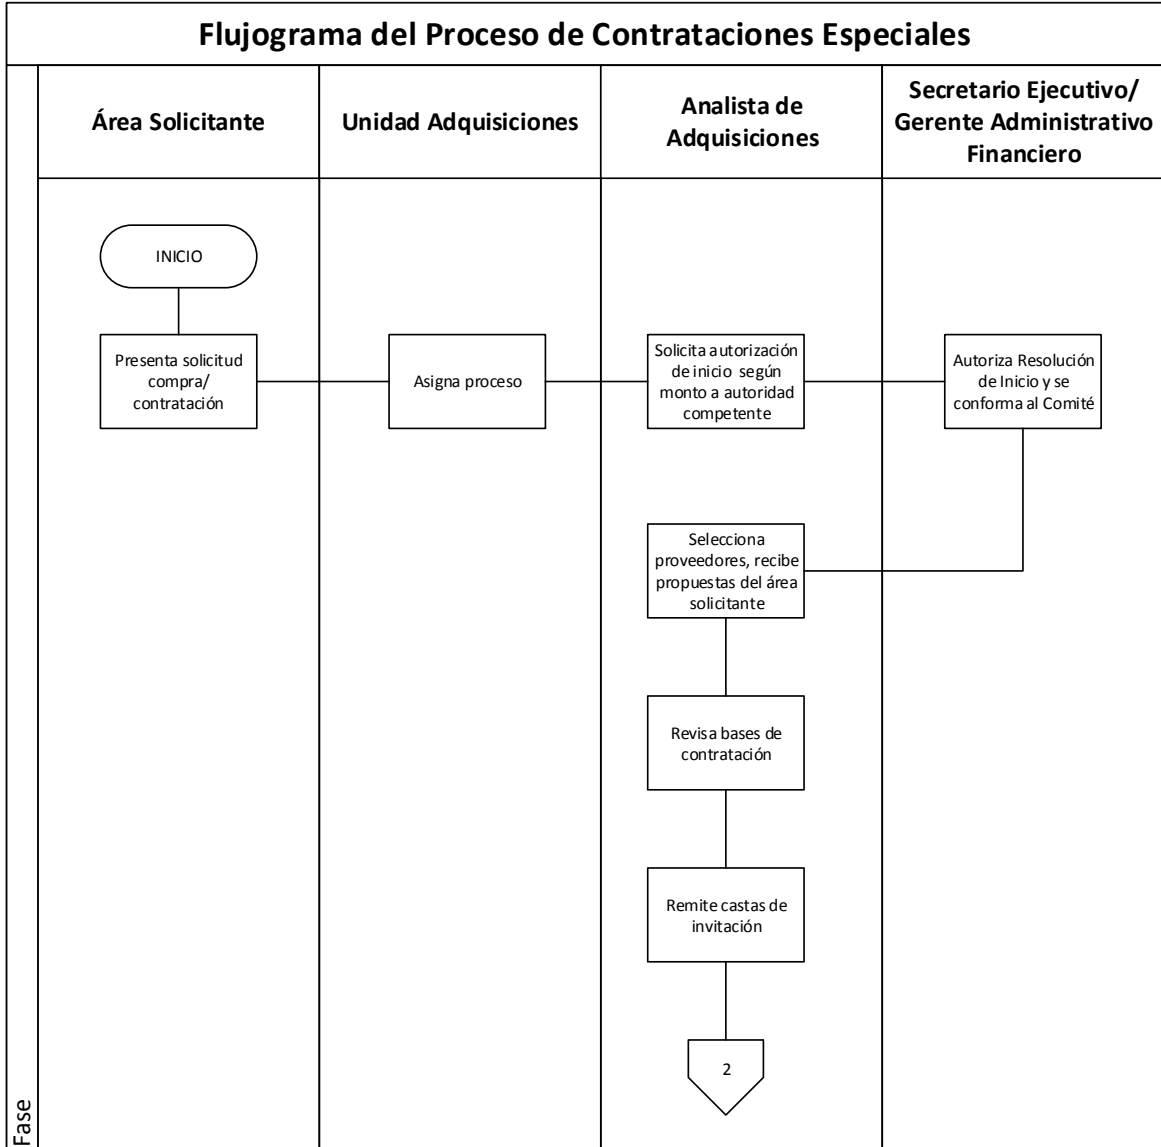 Flujograma del Proceso de Contrataciones Especiales
Área Solicitante
Unidad Adquisiciones
Analista de
Adquisiciones
Secretario Ejecutivo/
Gerente Administrativo
Financiero
INICIO
Presenta solicitud
compra/
contratación
Asigna proceso
Solicita autorización
de inicio según
monto a autoridad
competente
Autoriza Resolución
de Inicio y se
conforma al Comité
Selecciona
proveedores, recibe
propuestas del área
solicitante
Revisa bases de
contratación
Remite castas de
invitación
2
Fase